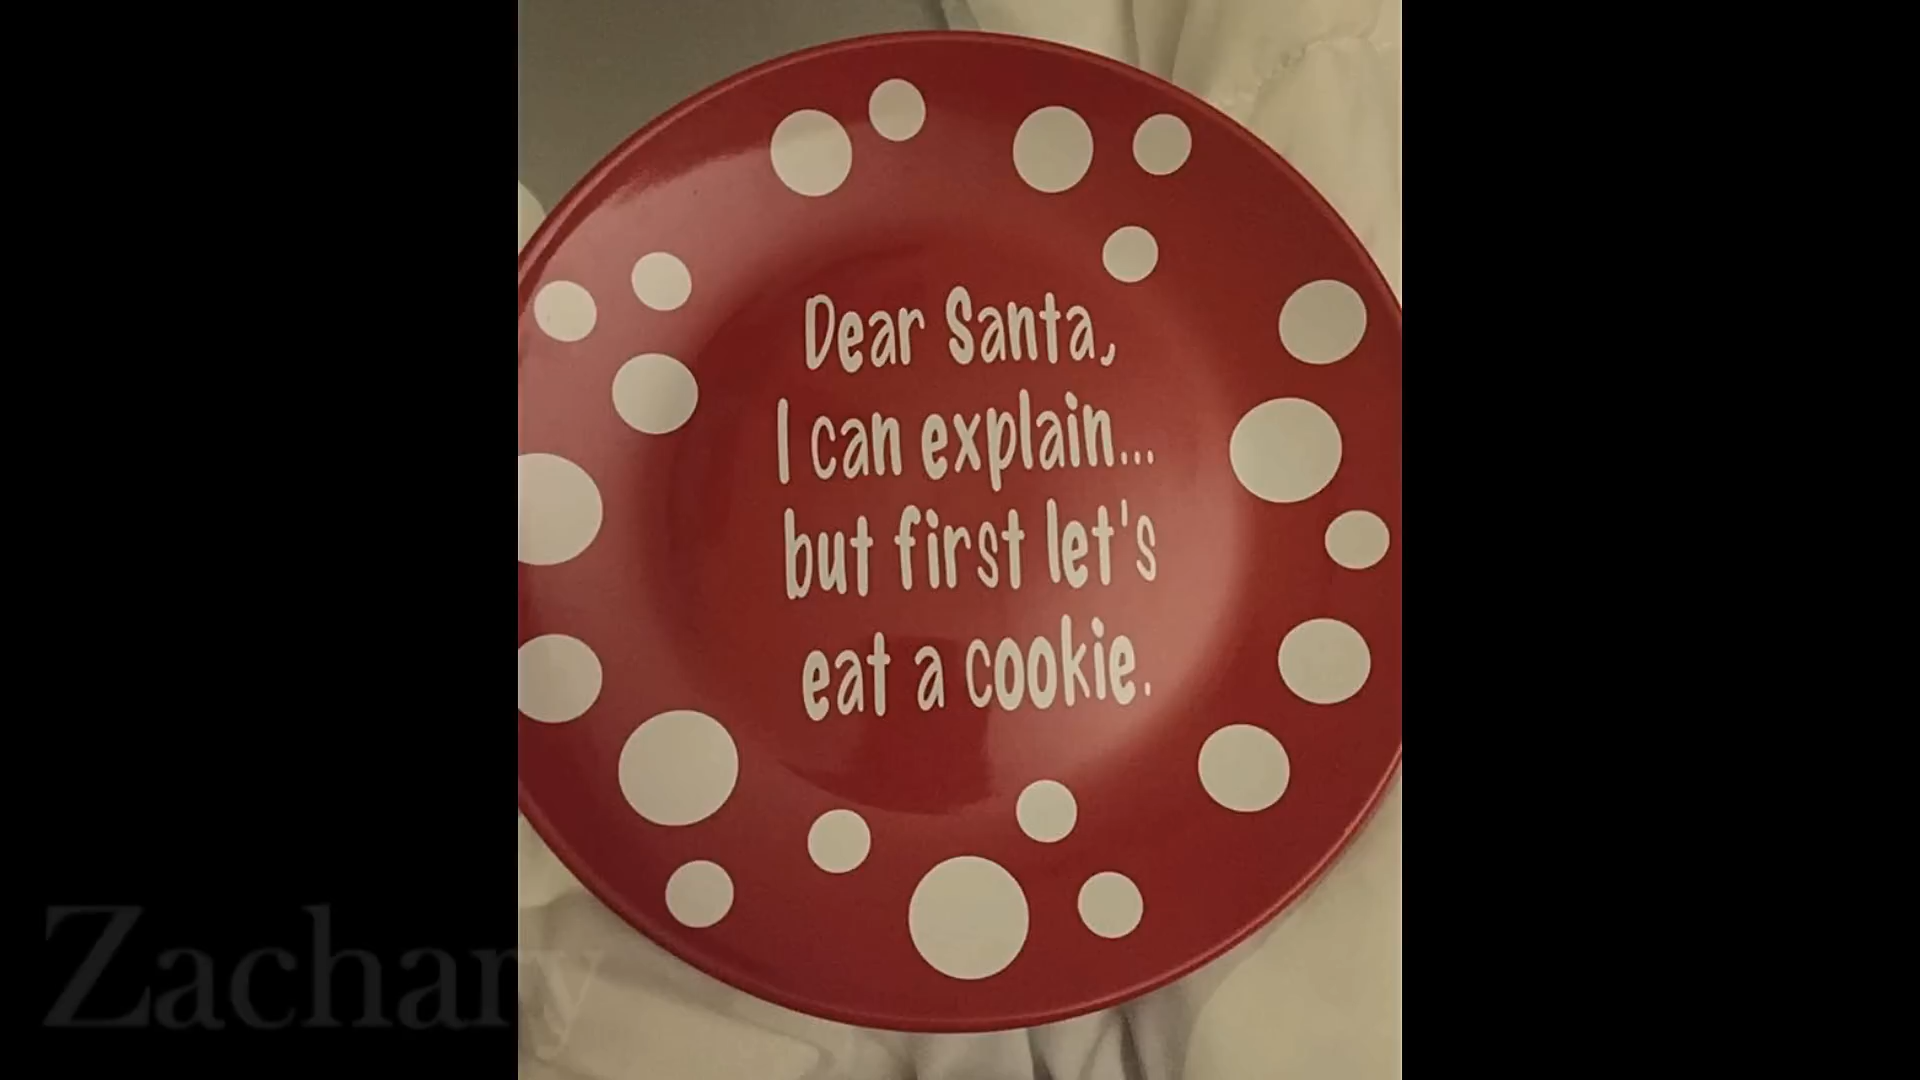 Dear Santa,
I can explain...
but first let's
eat a cookie.
Zachary